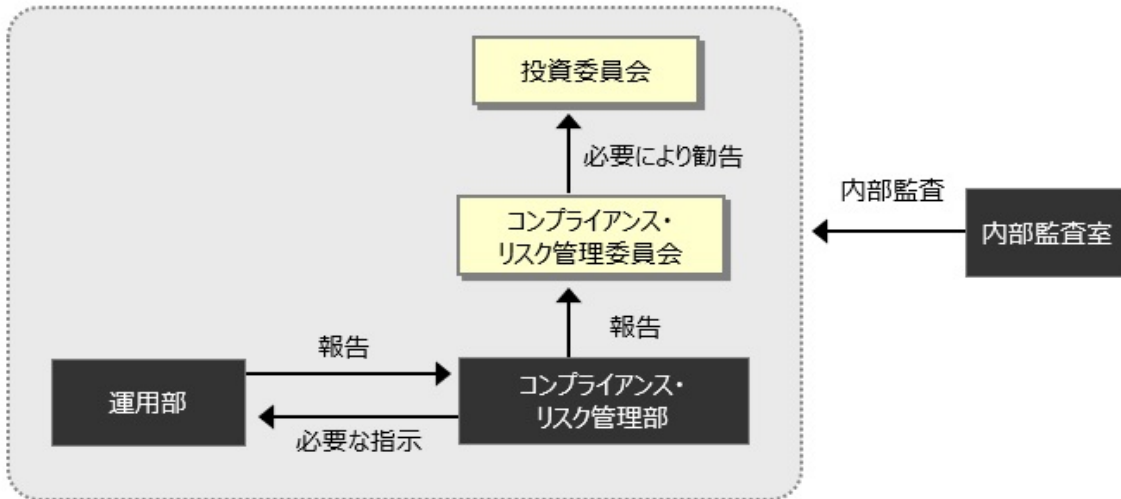 投資委員会
必要により勧告
コンプライアンス・
リスク管理委員会
内部監査
内部監査室
報告
報告
運用部
コンプライアンス・
リスク管理部
必要な指示